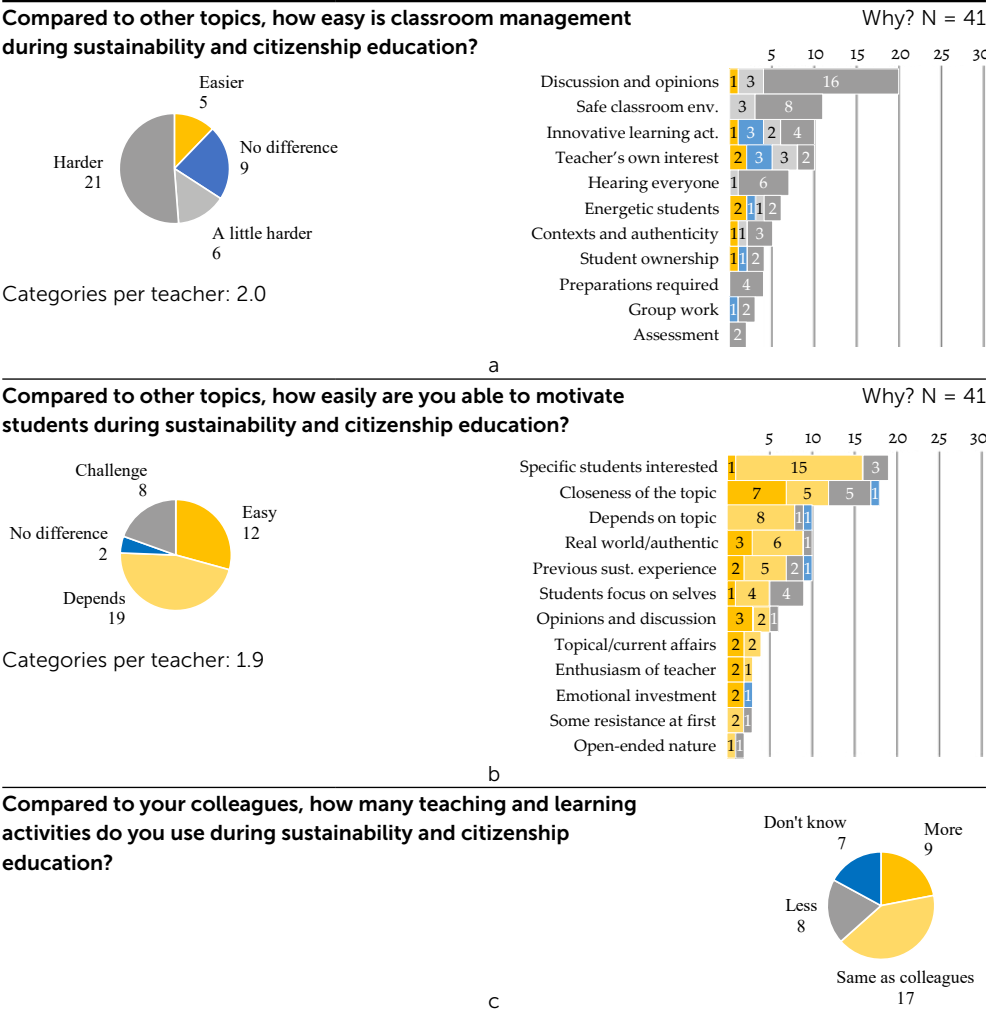 Compared to other topics, how easy is classroom management
during sustainability and citizenship education?
Why? N = 41
Easier
5
No difference
9
Harder
21
A little harder
6
Categories per teacher: 2.0
5 10 15 20 25 30
Discussion and opinions 1 3 16
Safe classroom env. 3 8
Innovative learning act. 1 3 2 4
Teacher's own interest 2 3 3 2
Hearing everyone 1 6
Energetic students 2 1 1 2
Contexts and authenticity 1 1 3
Student ownership 1 1 2
Preparations required 4
Group work 1 2
Assessment 2
a
Compared to other topics, how easily are you able to motivate
students during sustainability and citizenship education?
Why? N = 41
Challenge
8
Easy
12
No difference
2
Depends
19
Categories per teacher: 1.9
5 10 15 20 25 30
Specific students interested 1 15 3
Closeness of the topic 7 5 5 1
Depends on topic 8 1 1
Real world/authentic 3 6 1
Previous sust. experience 2 5 2 1
Students focus on selves 1 4 4
Opinions and discussion 3 2 1
Topical/current affairs 2 2
Enthusiasm of teacher 2 1
Emotional investment 2 1
Some resistance at first 2 1
Open-ended nature 1 1
b
Compared to your colleagues, how many teaching and learning
activities do you use during sustainability and citizenship
education?
Don't know
7
More
9
Less
8
Same as colleagues
17
c